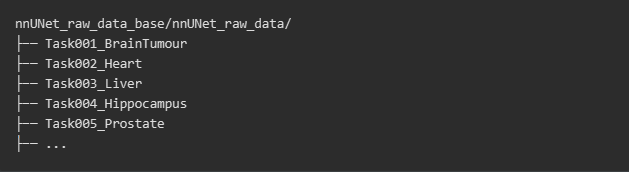 nnUNet_raw_data_base/nnUNet_raw_data/
├── Task001_BrainTumour
├── Task002_Heart
├── Task003_Liver
├── Task004_Hippocampus
├── Task005_Prostate
├── ...